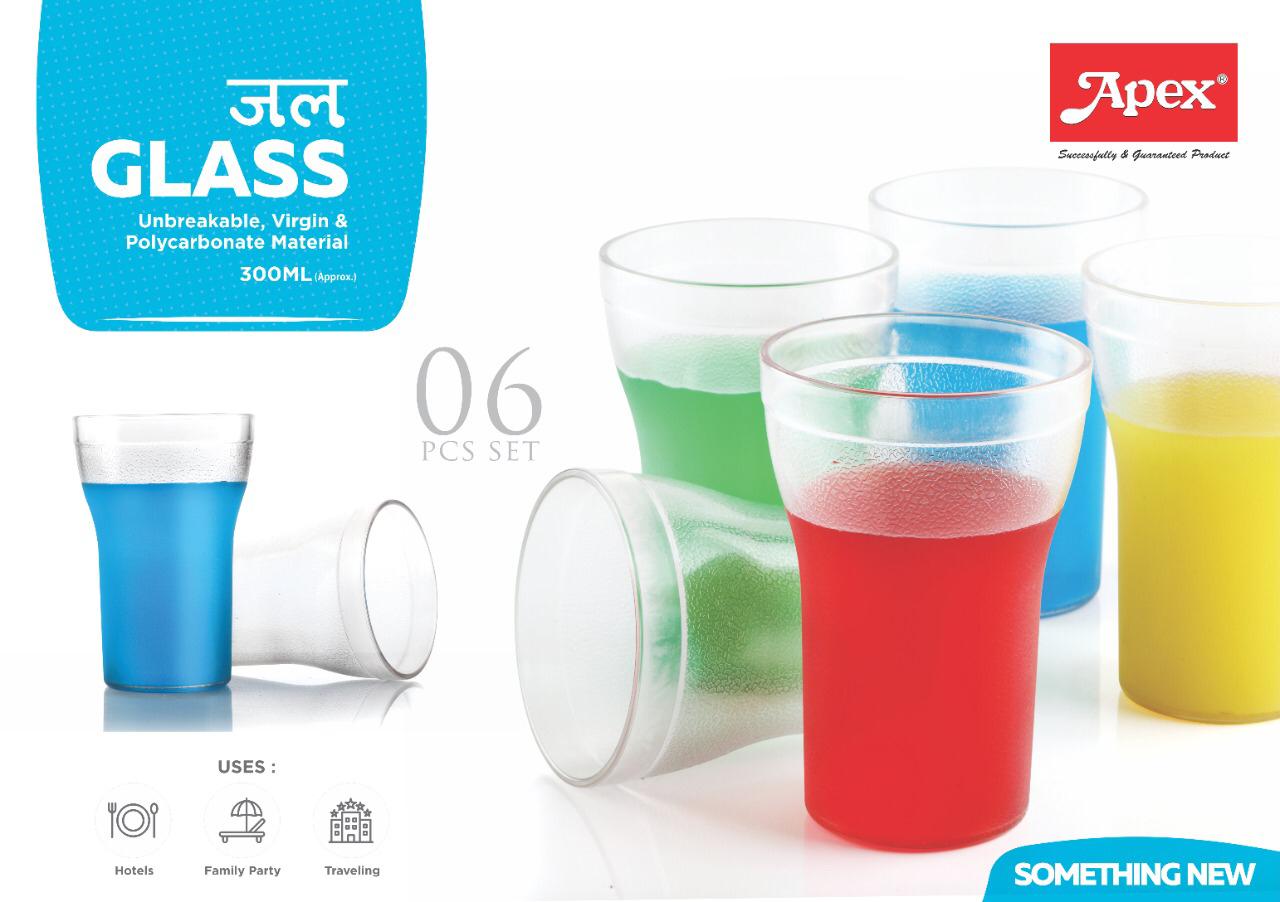 जल
GLASS
Unbreakable, Virgin &
Polycarbonate Material
300ML (Approx.)
Apex®
Successfully & Guaranteed Product
06
PCS SET
USES :
Hotels
Family Party
Traveling
SOMETHING NEW